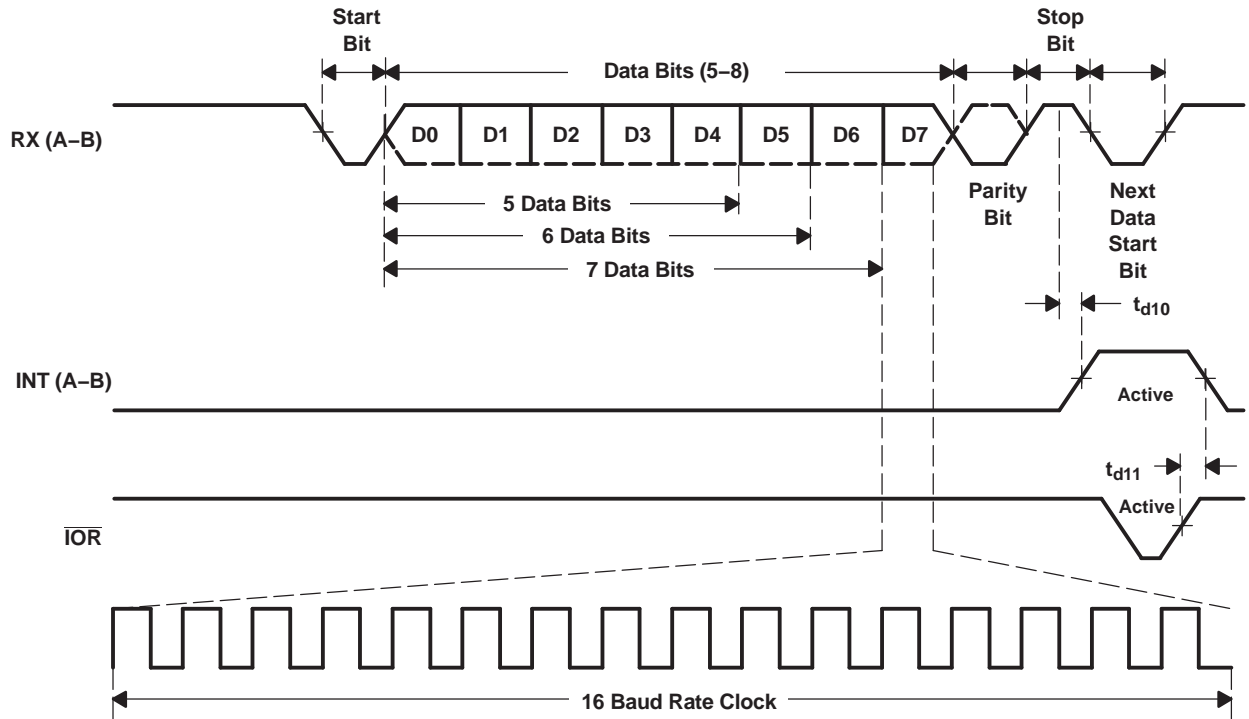 Start
Bit
Stop
Bit
Data Bits (5–8)
RX (A–B)
D0 D1 D2 D3 D4 D5 D6 D7
5 Data Bits
6 Data Bits
7 Data Bits
Parity
Bit
Next
Data
Start
Bit
td10
INT (A–B)
Active
td11
Active
IOR
16 Baud Rate Clock